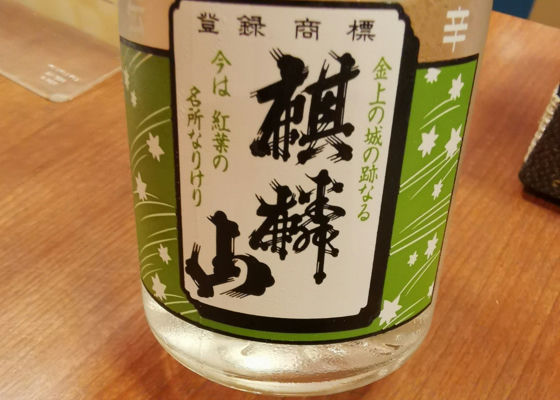 登録商標
辛
金上の城の跡なる
麒麟山
今は 紅葉の
名所なりけり